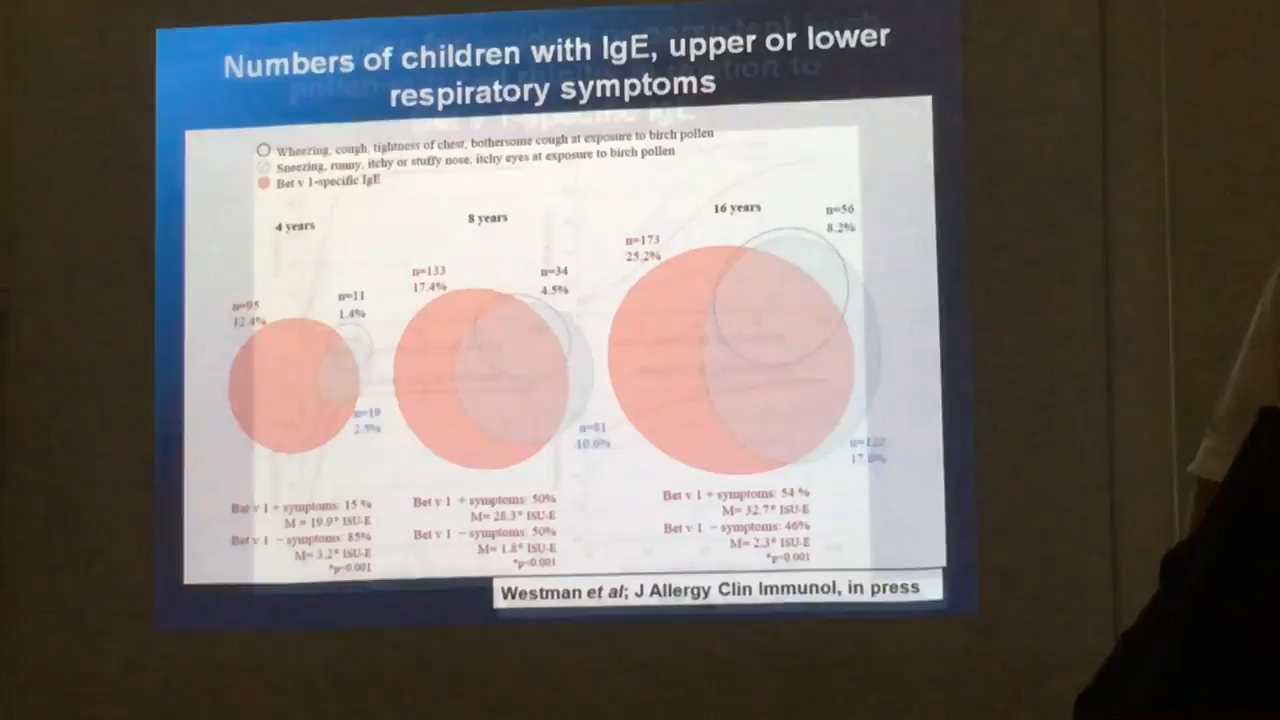 Numbers of children with IgE, upper or lower
respiratory symptoms
Wheezing, cough, tightness of chest, bothersome cough at exposure to birch pollen
Sneezing, runny, itchy or stuffy nose, itchy eyes at exposure to birch pollen
Bet v 1-specific IgE
4 years
8 years
16 years
n=95
12.4%
n=11
1.4%
n=19
2.5%
n=133
17.4%
n=34
4.5%
n=81
10.6%
n=173
25.2%
n=56
8.2%
n=122
Bet v 1 + symptoms: 15 %
M = 19.9* ISU-E
Bet v 1 - symptoms: 85%
M= 3.2* ISU-E
*p<0.001
Bet v 1 + symptoms: 50%
M= 28.3* ISU-E
Bet v 1 - symptoms: 50%
M= 1.8* ISU-E
*p<0.001
Bet v 1 + symptoms: 54 %
M= 32.7* ISU-E
Bet v 1 - symptoms: 46%
M= 2.3* ISU-E
*p<0.001
Westman et al; J Allergy Clin Immunol, in press